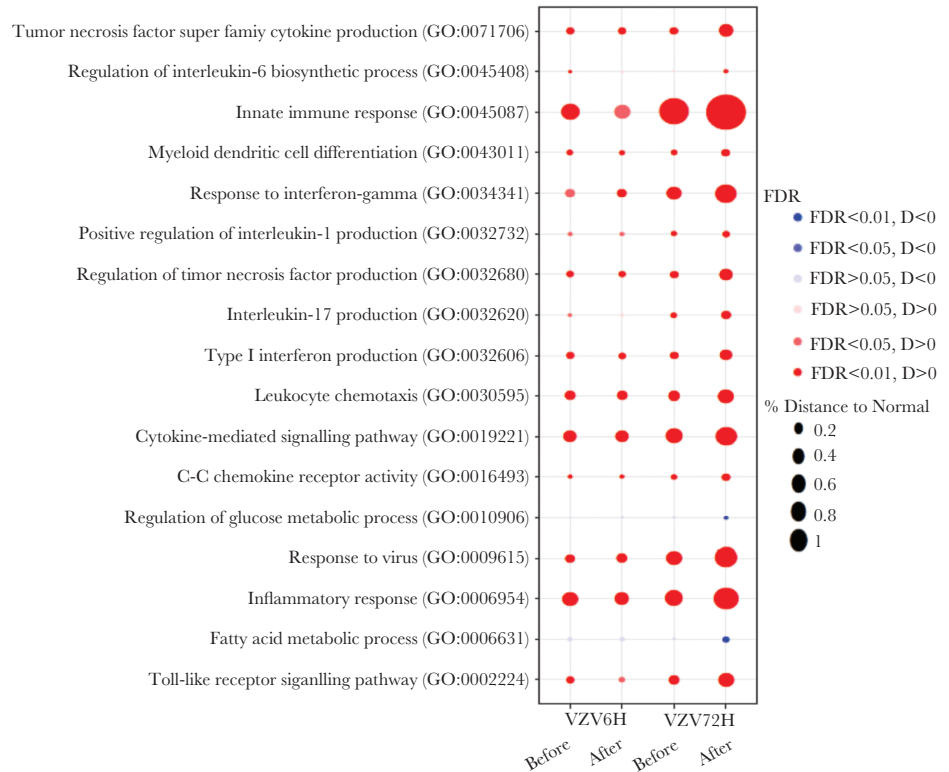 Tumor necrosis factor super famiy cytokine production (GO:0071706)
Regulation of interleukin-6 biosynthetic process (GO:0045408)
Innate immune response (GO:0045087)
Myeloid dendritic cell differentiation (GO:0043011)
Response to interferon-gamma (GO:0034341)
Positive regulation of interleukin-1 production (GO:0032732)
Regulation of timor necrosis factor production (GO:0032680)
Interleukin-17 production (GO:0032620)
Type I interferon production (GO:0032606)
Leukocyte chemotaxis (GO:0030595)
Cytokine-mediated signalling pathway (GO:0019221)
C-C chemokine receptor activity (GO:0016493)
Regulation of glucose metabolic process (GO:0010906)
Response to virus (GO:0009615)
Inflammatory response (GO:0006954)
Fatty acid metabolic process (GO:0006631)
Toll-like receptor siganlling pathway (GO:0002224)
VZV6H VZV72H
Before After Before After
FDR
FDR<0.01, D<0
FDR<0.05, D<0
FDR>0.05, D<0
FDR>0.05, D>0
FDR<0.05, D>0
FDR<0.01, D>0
% Distance to Normal
0.2
0.4
0.6
0.8
1